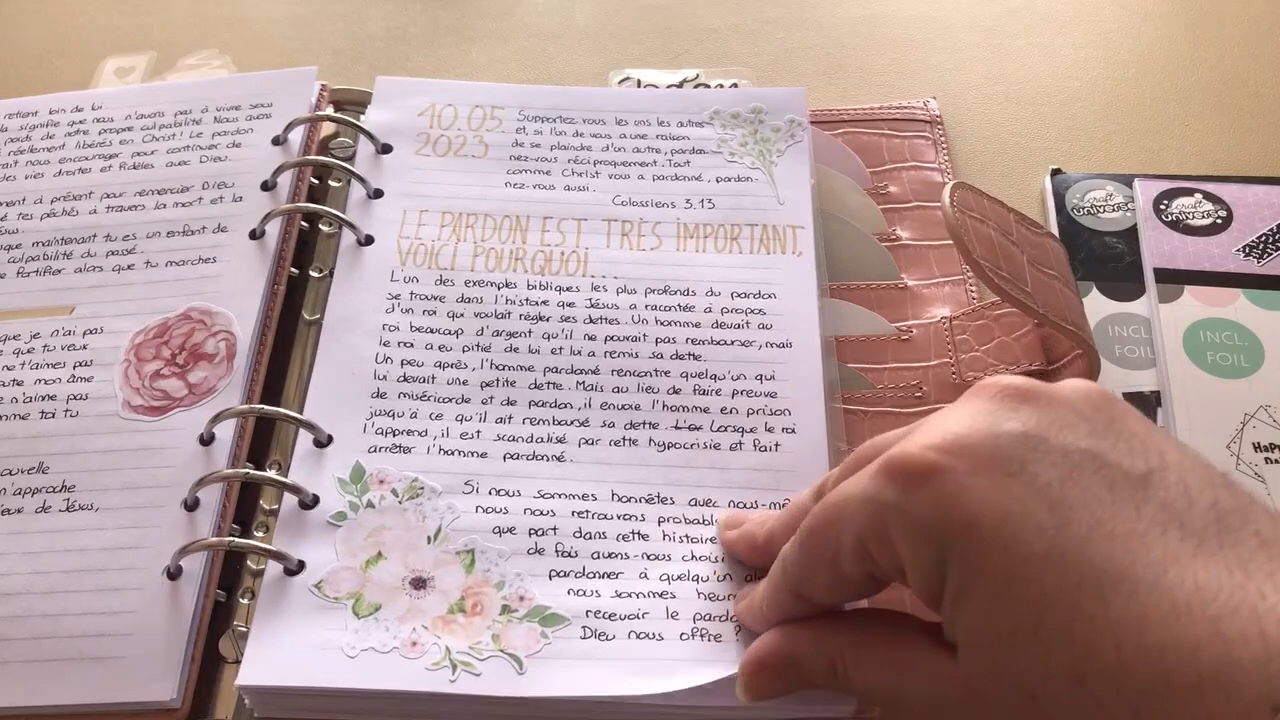 retient loin de lui
la signifie que nous n'avons pas à vivre sous
poids de notre propre culpabilité. Nous avons
réellement libérés en Christ! Le pardon
rait nous encourager pour continuer de
des vies droites et fidèles avec Dieu.
ment à présent pour remercier Dieu
é tes péchés à travers la mort et la
que maintenant tu es un enfant de
culpabilité du passé.
fortifier alors que tu marches
que je n'ai pas
e que tu veux
ne t'aimes pas
mon âme
e n'aime pas
mme toi tu
ouvelle
m'approche
ieux de Jésus,
10.05
2023
Supportez-vous les uns les autres
et, si l'on de vous a une raison
de se plaindre d'un autre, pardon-
nez-vous réciproquement. Tout
comme Christ vous a pardonné, pardon-
nez-vous aussi.
Colossiens 3.13
LE PARDON EST TRÈS IMPORTANT,
VOICI POURQUOI...
L'un des exemples bibliques les plus profonds du pardon
se trouve dans l'histoire que Jésus a racontée à propos
d'un roi qui voulait régler ses dettes. Un homme devait au
roi beaucoup d'argent qu'il ne pouvait pas rembourser, mais
le roi a eu pitié de lui et lui a remis sa dette.
Un peu après, l'homme pardonné rencontre quelqu'un qui
lui devait une petite dette. Mais au lieu de faire preuve
de miséricorde et de pardon, il envoie l'homme en prison
jusqu'à ce qu'il ait remboursé sa dette. Lorsque le roi
l'apprend, il est scandalisé par cette hypocrisie et fait
arrêter l'homme pardonné.
Si nous sommes honnêtes avec nous-mê
nous nous retrouvons probabl
que part dans cette histoire
de fois avons-nous choisi
pardonner à quelqu'un al
nous sommes heur
recevoir le pardo
Dieu nous offre ?
craft
universe
INCL.
FOIL
craft
universe
INCL.
FOIL